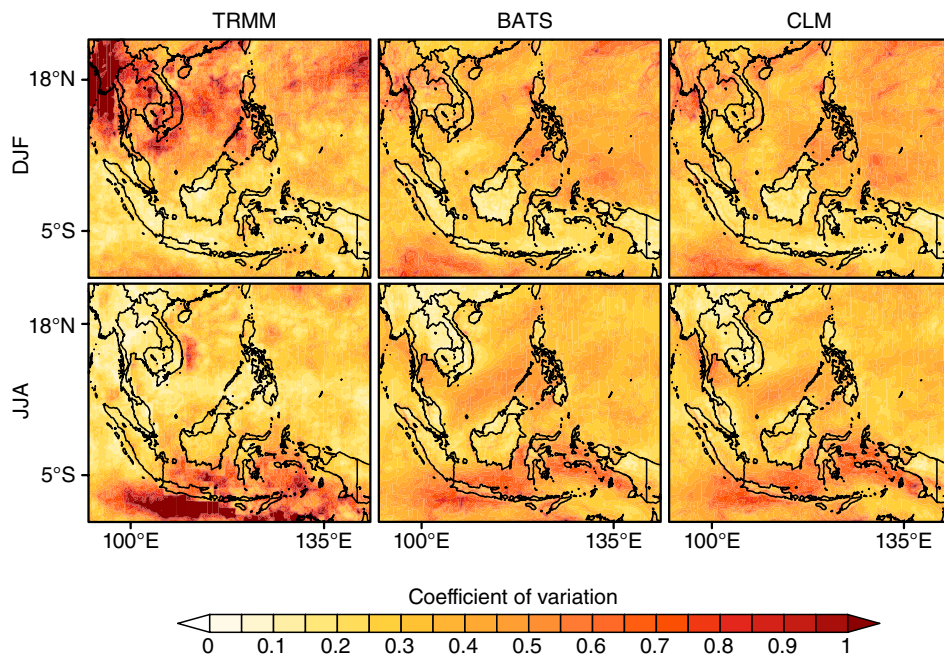 TRMM BATS CLM
18°N
DJF
5°S
18°N
JJA
5°S
100°E 135°E 100°E 135°E 100°E 135°E
Coefficient of variation
0 0.1 0.2 0.3 0.4 0.5 0.6 0.7 0.8 0.9 1